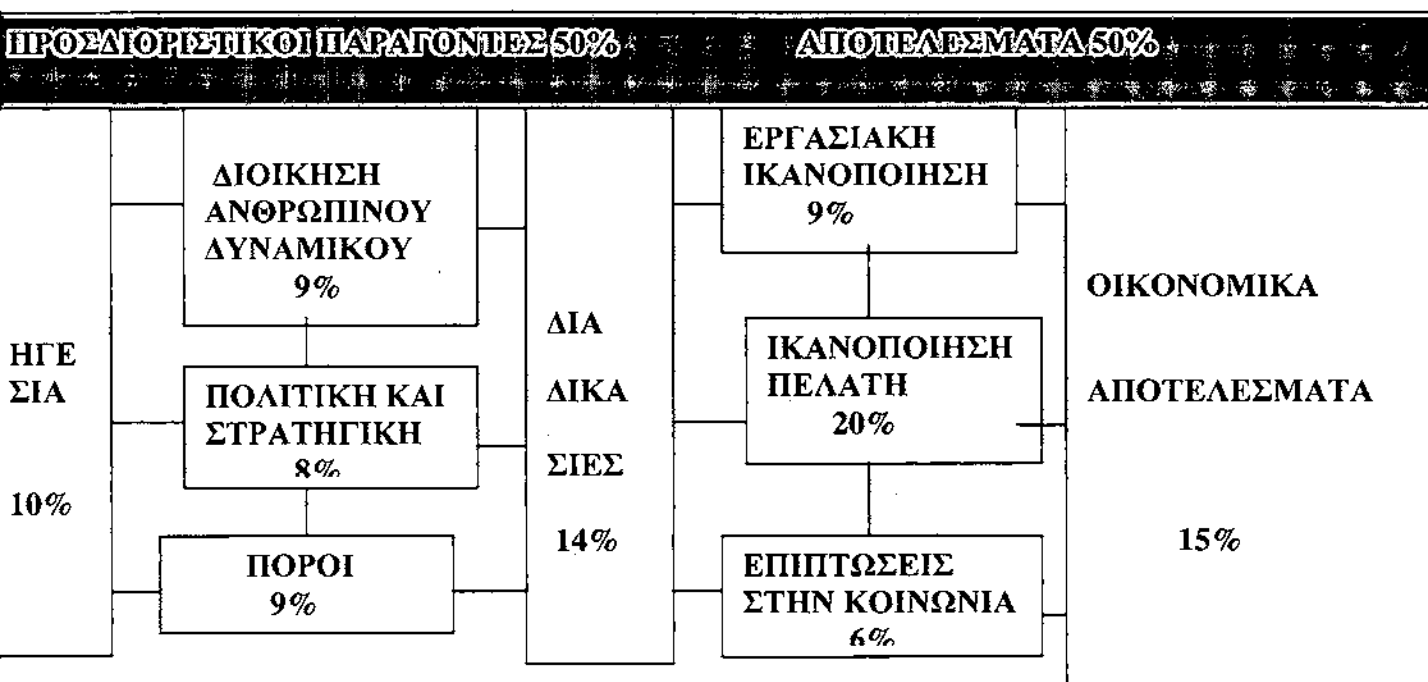 ΠΡΟΣΔΙΟΡΙΣΤΙΚΟΙ ΠΑΡΑΓΟΝΤΕΣ 50%
ΑΠΟΤΕΛΕΣΜΑΤΑ 50%
ΗΓΕ
ΣΙΑ
10%
ΔΙΟΙΚΗΣΗ
ΑΝΘΡΩΠΙΝΟΥ
ΔΥΝΑΜΙΚΟΥ
9%
ΠΟΛΙΤΙΚΗ ΚΑΙ
ΣΤΡΑΤΗΓΙΚΗ
8%
ΠΟΡΟΙ
9%
ΔΙΑ
ΔΙΚΑ
ΣΙΕΣ
14%
ΕΡΓΑΣΙΑΚΗ
ΙΚΑΝΟΠΟΙΗΣΗ
9%
ΙΚΑΝΟΠΟΙΗΣΗ
ΠΕΛΑΤΗ
20%
ΕΠΙΠΤΩΣΕΙΣ
ΣΤΗΝ ΚΟΙΝΩΝΙΑ
6%
ΟΙΚΟΝΟΜΙΚΑ
ΑΠΟΤΕΛΕΣΜΑΤΑ
15%